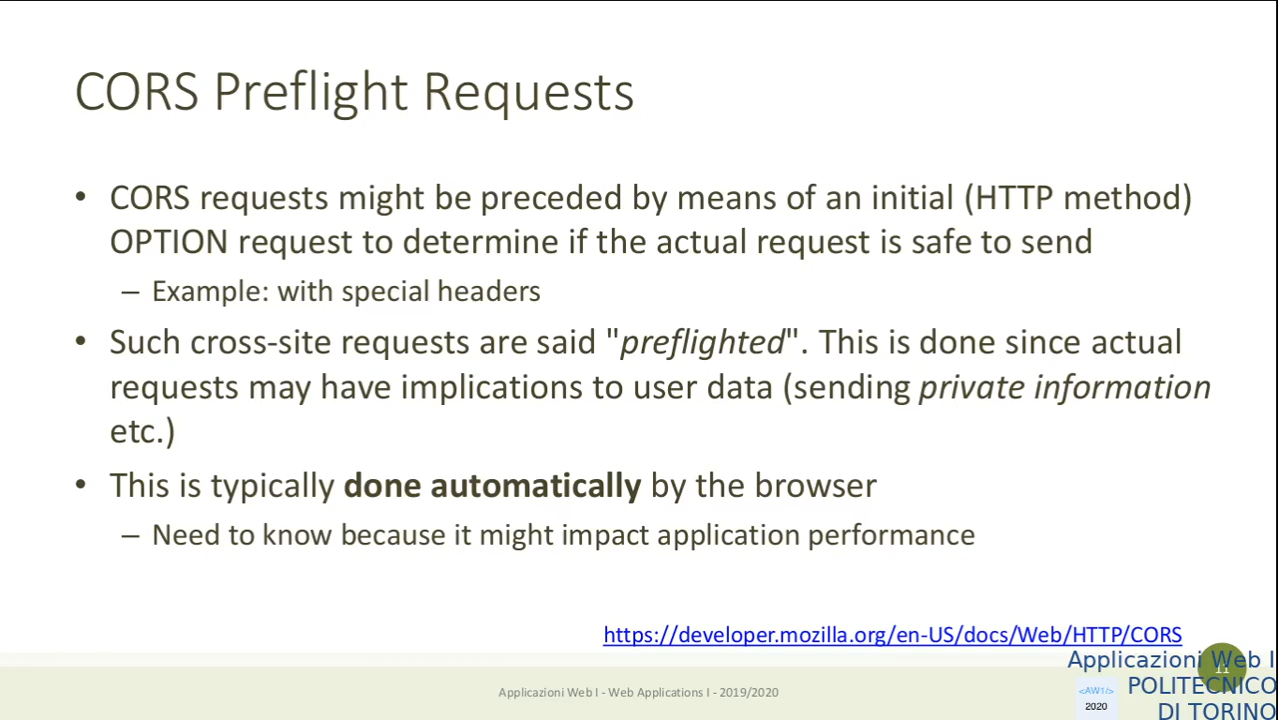 CORS Preflight Requests
• CORS requests might be preceded by means of an initial (HTTP method)
OPTION request to determine if the actual request is safe to send
– Example: with special headers
• Such cross-site requests are said "preflighted". This is done since actual
requests may have implications to user data (sending private information
etc.)
• This is typically done automatically by the browser
– Need to know because it might impact application performance
https://developer.mozilla.org/en-US/docs/Web/HTTP/CORS
Applicazioni Web I - Web Applications I - 2019/2020
11
Applicazioni Web I
POLITECNICO
DI TORINO
<AW1/>
2020